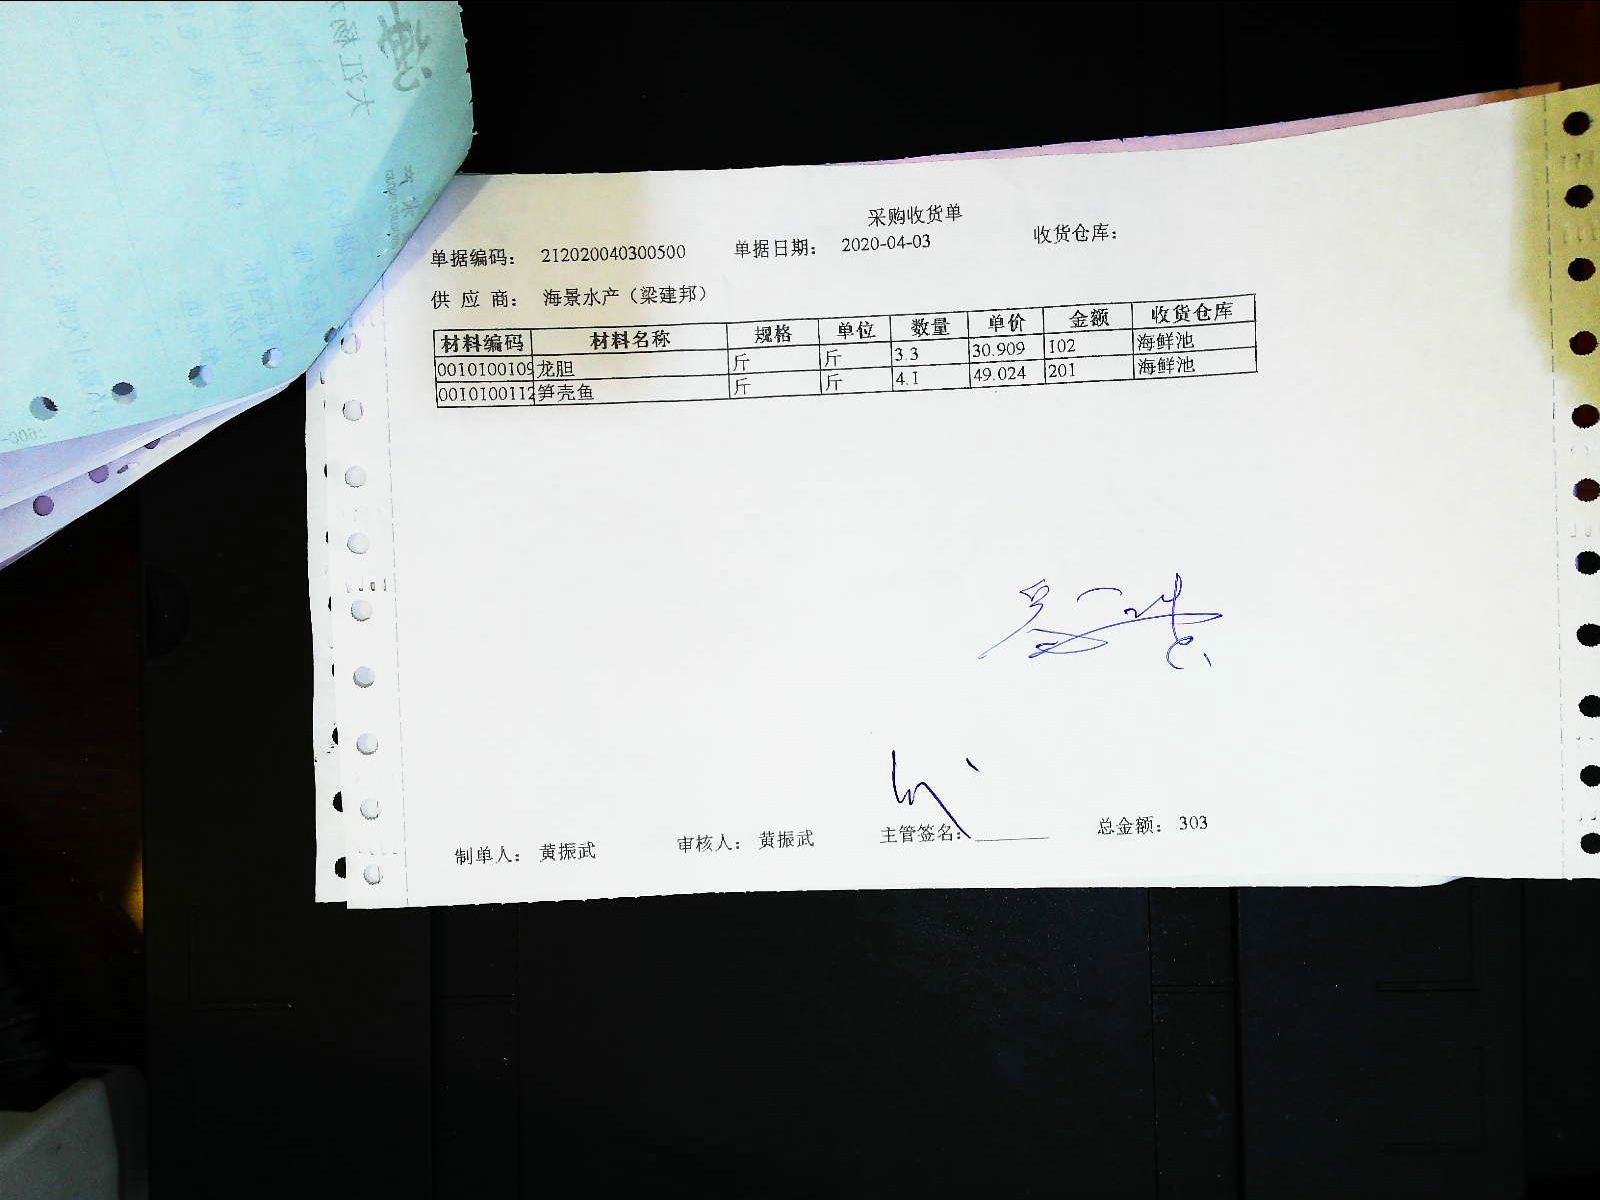 采购收货单
单据编码： 212020040300500 单据日期： 2020-04-03 收货仓库：
供 应 商： 海景水产（梁建邦）
材料编码 材料名称 规格 单位 数量 单价 金额 收货仓库
0010100109 龙胆 斤 斤 3.3 30.909 102 海鲜池
0010100112 笋壳鱼 斤 斤 4.1 49.024 201 海鲜池
制单人： 黄振武 审核人： 黄振武 主管签名： 总金额： 303